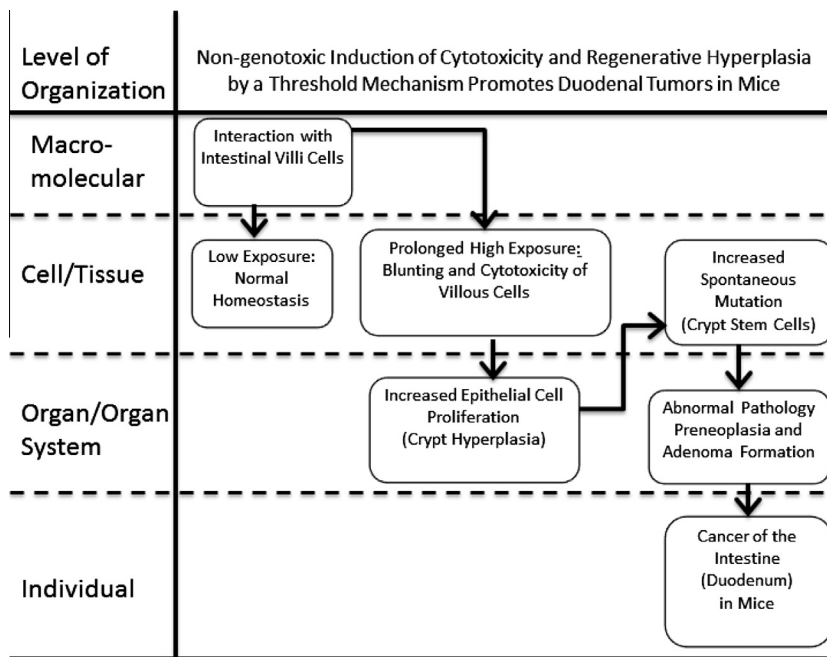 Level of
Organization
Non-genotoxic Induction of Cytotoxicity and Regenerative Hyperplasia
by a Threshold Mechanism Promotes Duodenal Tumors in Mice
Macro-
molecular
Interaction with
Intestinal Villi Cells
Cell/Tissue
Low Exposure:
Normal
Homeostasis
Prolonged High Exposure:
Blunting and Cytotoxicity of
Villous Cells
Increased
Spontaneous
Mutation
(Crypt Stem Cells)
Organ/Organ
System
Increased Epithelial Cell
Proliferation
(Crypt Hyperplasia)
Abnormal Pathology
Preneoplasia and
Adenoma Formation
Individual
Cancer of the
Intestine
(Duodenum)
in Mice